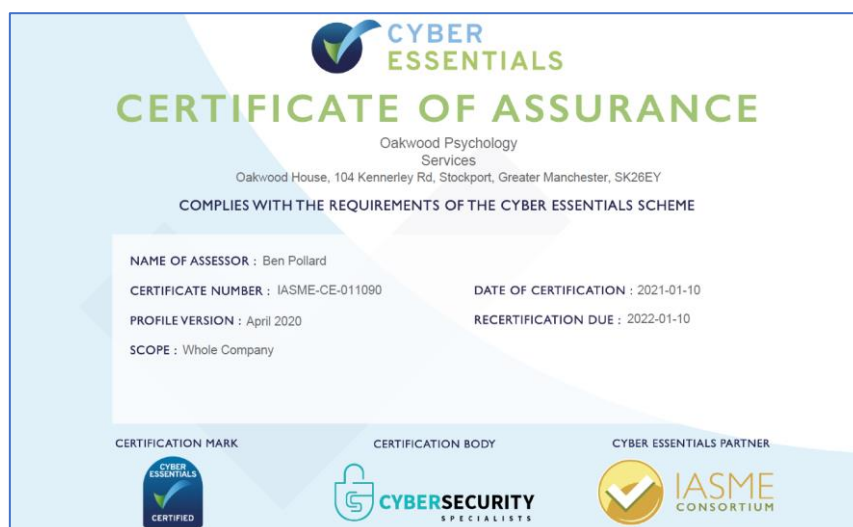 CYBER
ESSENTIALS
CERTIFICATE OF ASSURANCE
Oakwood Psychology
Services
Oakwood House, 104 Kennerley Rd, Stockport, Greater Manchester, SK26EY
COMPLIES WITH THE REQUIREMENTS OF THE CYBER ESSENTIALS SCHEME
NAME OF ASSESSOR : Ben Pollard
CERTIFICATE NUMBER : IASME-CE-011090
DATE OF CERTIFICATION : 2021-01-10
PROFILE VERSION : April 2020
RECERTIFICATION DUE : 2022-01-10
SCOPE : Whole Company
CERTIFICATION MARK
CERTIFICATION BODY
CYBER ESSENTIALS PARTNER
CYBER
ESSENTIALS
CERTIFIED
CS
CYBERSECURITY
SPECIALISTS
IASME
CONSORTIUM